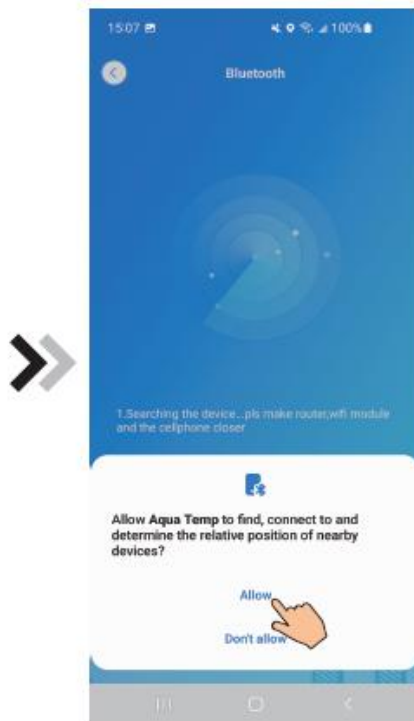 15:07 100%
Bluetooth
1.Searching the device...pls make router,wifi module
and the cellphone closer
Allow Aqua Temp to find, connect to and
determine the relative position of nearby
devices?
Allow
Don't allow